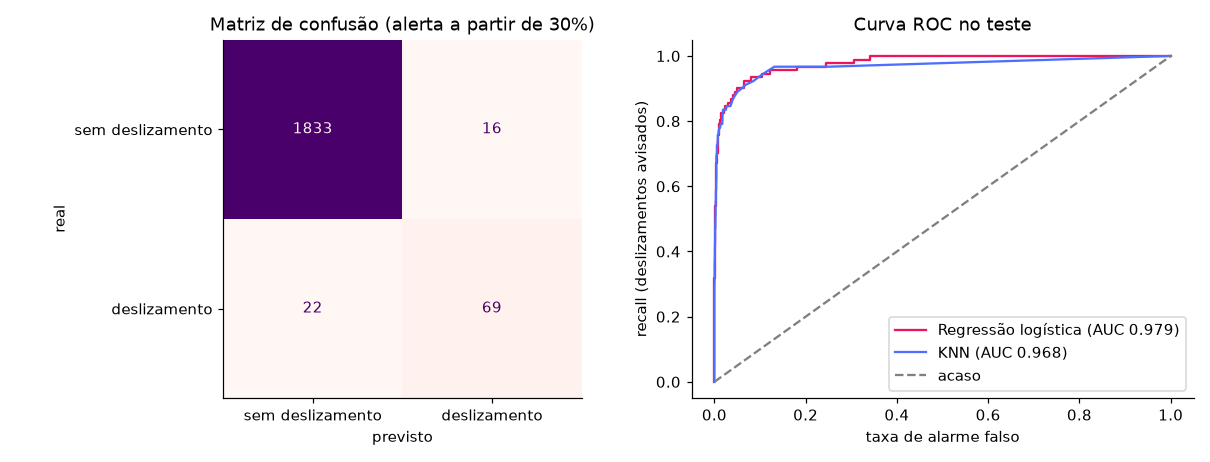 Matriz de confusão (alerta a partir de 30%)
real
sem deslizamento
deslizamento
1833
16
22
69
sem deslizamento
deslizamento
previsto
Curva ROC no teste
recall (deslizamentos avisados)
1.0
0.8
0.6
0.4
0.2
0.0
Regressão logística (AUC 0.979)
KNN (AUC 0.968)
acaso
0.0
0.2
0.4
0.6
0.8
1.0
taxa de alarme falso